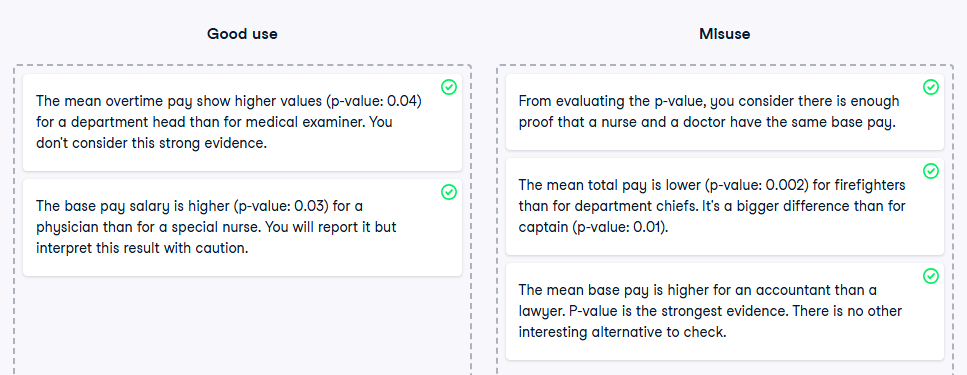 Good use
The mean overtime pay show higher values (p-value: 0.04)
for a department head than for medical examiner. You
don't consider this strong evidence.
The base pay salary is higher (p-value: 0.03) for a
physician than for a special nurse. You will report it but
interpret this result with caution.
Misuse
From evaluating the p-value, you consider there is enough
proof that a nurse and a doctor have the same base pay.
The mean total pay is lower (p-value: 0.002) for firefighters
than for department chiefs. It's a bigger difference than for
captain (p-value: 0.01).
The mean base pay is higher for an accountant than a
lawyer. P-value is the strongest evidence. There is no other
interesting alternative to check.